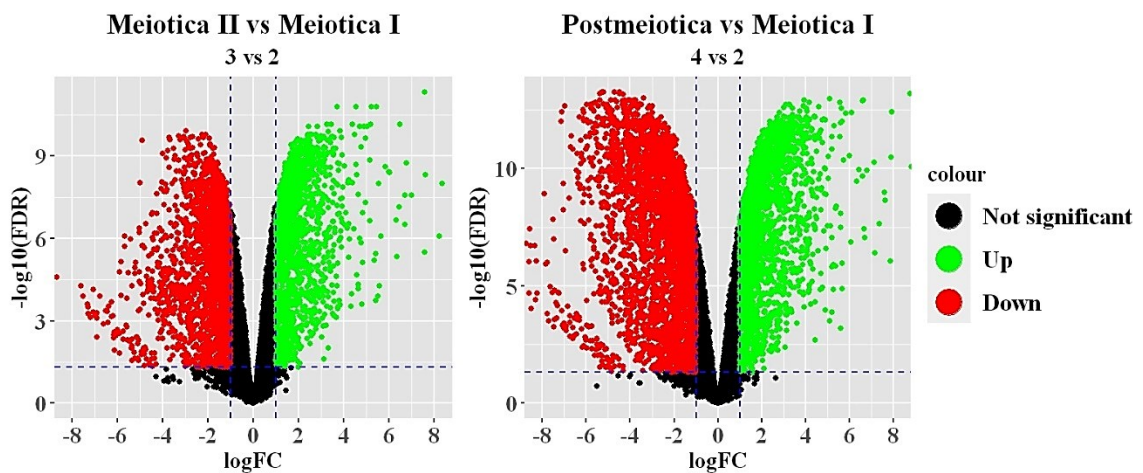 Meiotica II vs Meiotica I
3 vs 2
-log10(FDR)
9
6
3
0
-8 -6 -4 -2 0 2 4 6 8
logFC
Postmeiotica vs Meiotica I
4 vs 2
-log10(FDR)
10
5
0
-8 -6 -4 -2 0 2 4 6 8
logFC
colour
Not significant
Up
Down